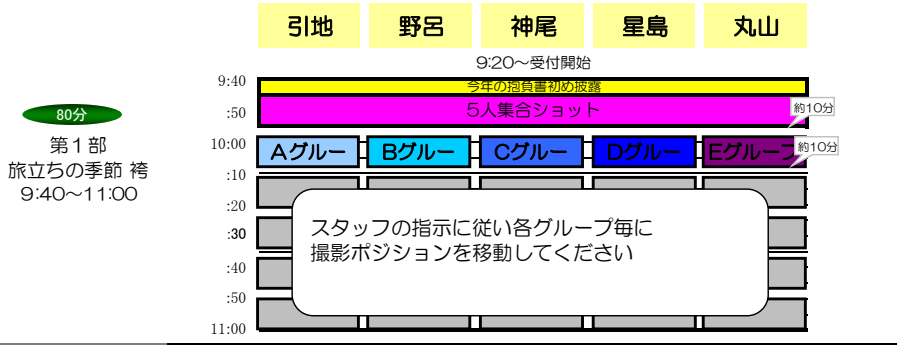 引地 野呂 神尾 星島 丸山
9:20～受付開始
9:40
今年の抱負書初め披露
:50
5人集合ショット
約10分
80分
第1部
旅立ちの季節 袴
9:40～11:00
10:00
Aグルー Bグルー Cグルー Dグルー Eグループ
約10分
:10
:20
:30
:40
:50
11:00
スタッフの指示に従い各グループ毎に
撮影ポジションを移動してください